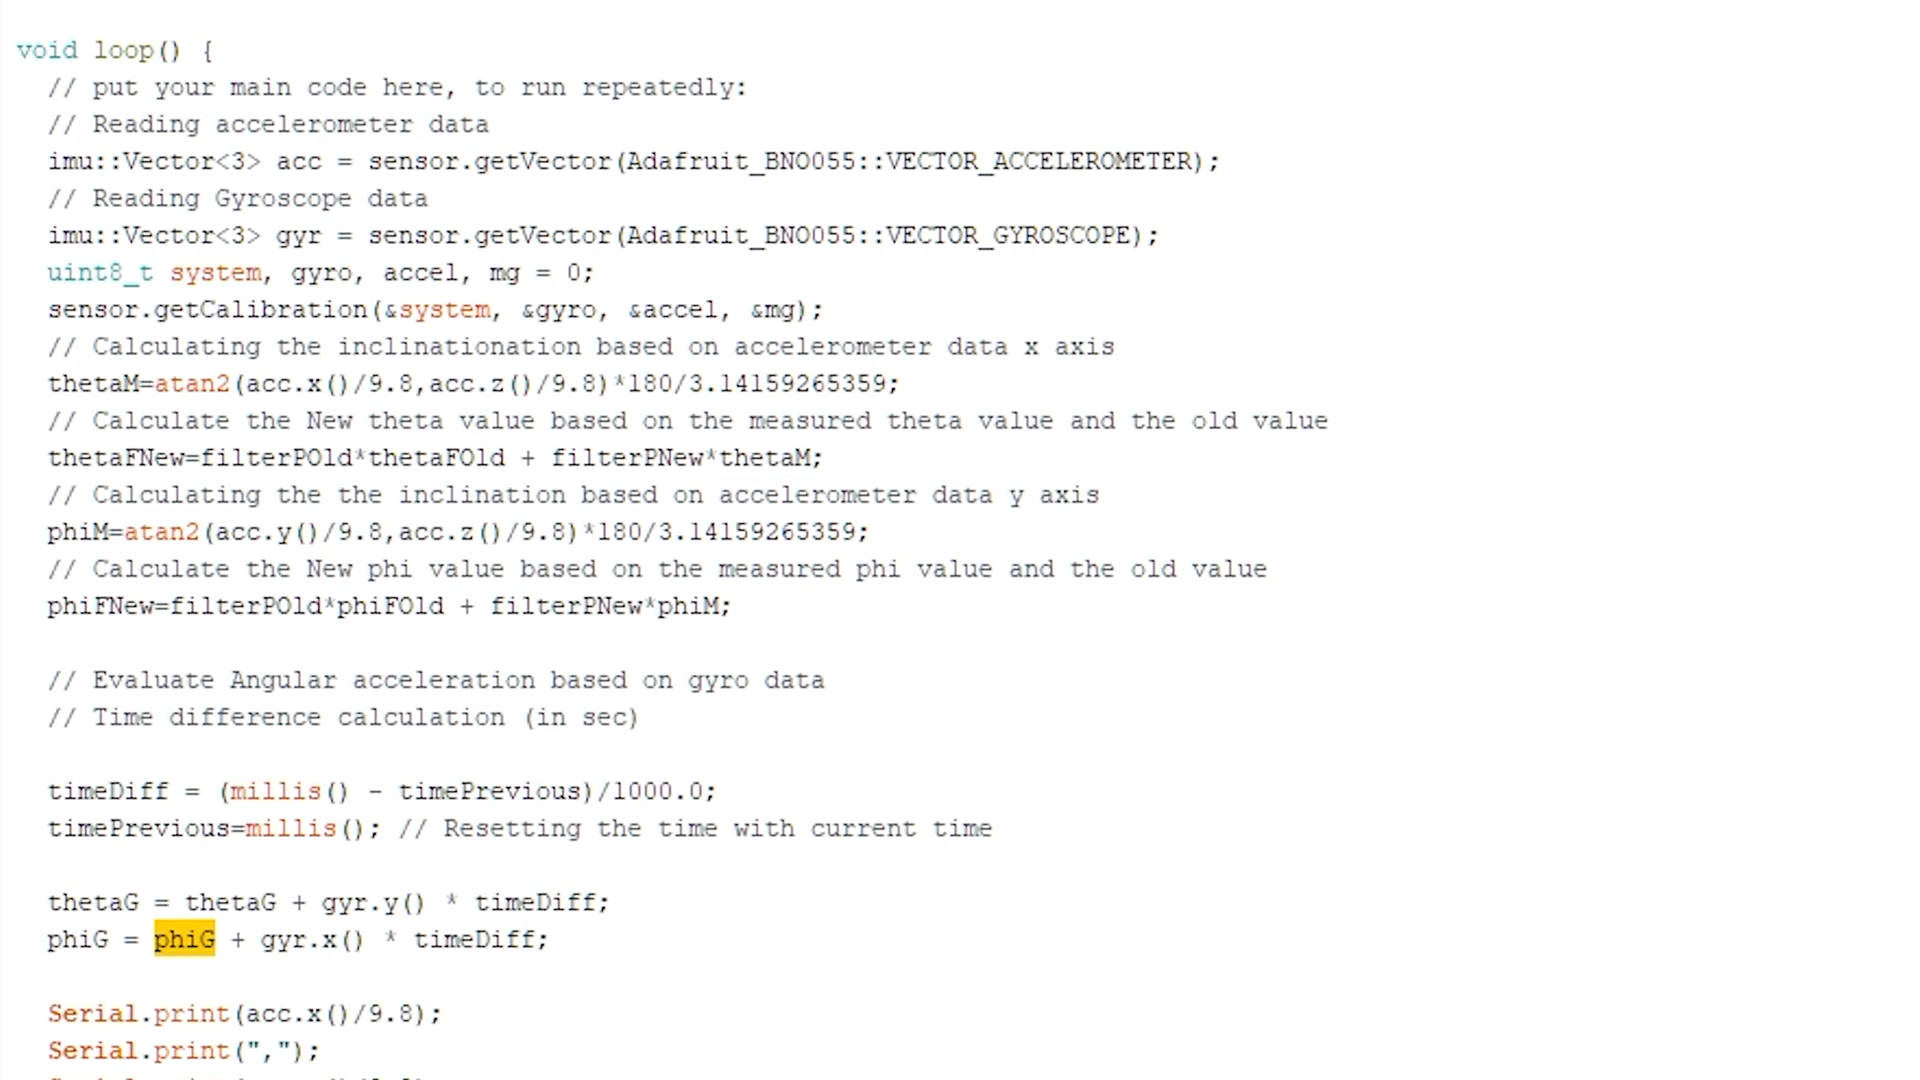 void loop() {
// put your main code here, to run repeatedly:
// Reading accelerometer data
imu::Vector<3> acc = sensor.getVector(Adafruit_BNO055::VECTOR_ACCELEROMETER);
// Reading Gyroscope data
imu::Vector<3> gyr = sensor.getVector(Adafruit_BNO055::VECTOR_GYROSCOPE);
uint8_t system, gyro, accel, mg = 0;
sensor.getCalibration(&system, &gyro, &accel, &mg);
// Calculating the inclinationation based on accelerometer data x axis
thetaM=atan2(acc.x()/9.8,acc.z()/9.8)*180/3.14159265359;
// Calculate the New theta value based on the measured theta value and the old value
thetaFNew=filterPOld*thetaFOld + filterPNew*thetaM;
// Calculating the the inclination based on accelerometer data y axis
phiM=atan2(acc.y()/9.8,acc.z()/9.8)*180/3.14159265359;
// Calculate the New phi value based on the measured phi value and the old value
phiFNew=filterPOld*phiFOld + filterPNew*phiM;
// Evaluate Angular acceleration based on gyro data
// Time difference calculation (in sec)
timeDiff = (millis() - timePrevious)/1000.0;
timePrevious=millis(); // Resetting the time with current time
thetaG = thetaG + gyr.y() * timeDiff;
phiG = phiG + gyr.x() * timeDiff;
Serial.print(acc.x()/9.8);
Serial.print(",");